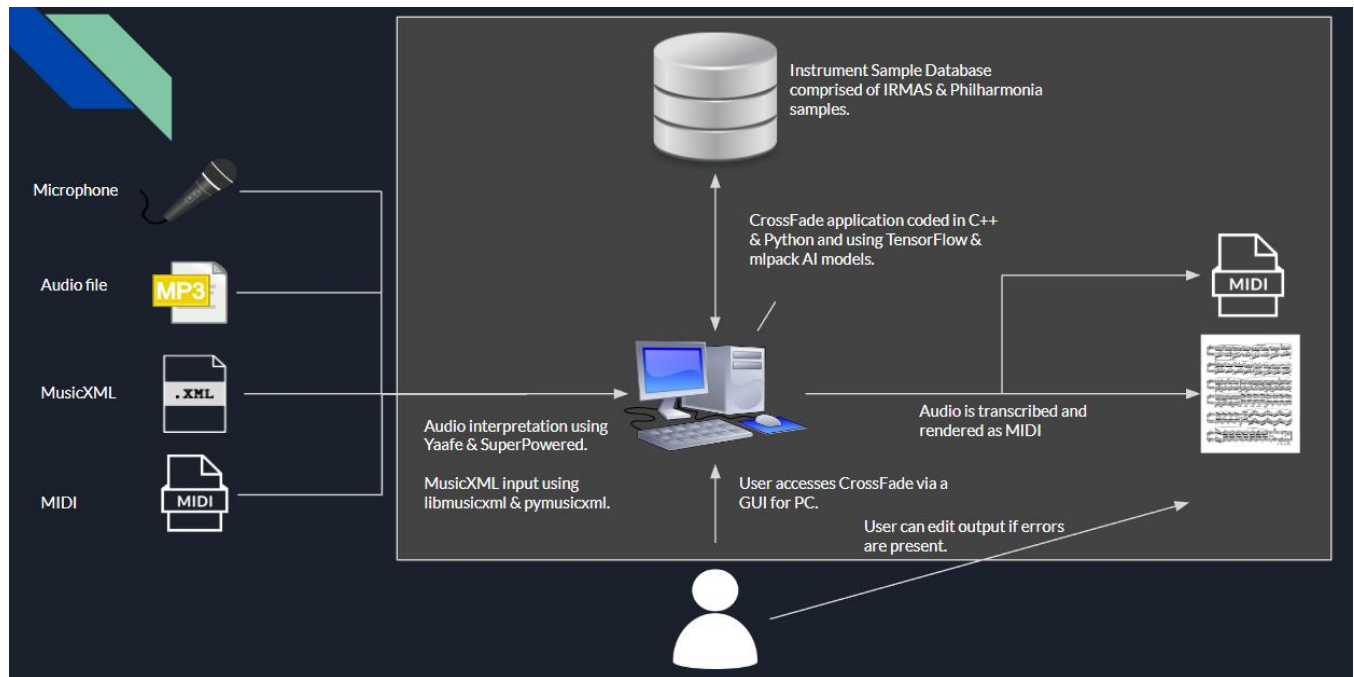 Instrument Sample Database
comprised of IRMAS & Philharmonia
samples.
Microphone
CrossFade application coded in C++
& Python and using TensorFlow &
mlpack AI models.
Audio file
MP3
MIDI
MusicXML
.XML
Audio interpretation using
Yaafe & SuperPowered.
Audio is transcribed and
rendered as MIDI
MusicXML input using
libmusicxml & pymusicxml.
User accesses CrossFade via a
GUI for PC.
MIDI
MIDI
User can edit output if errors
are present.